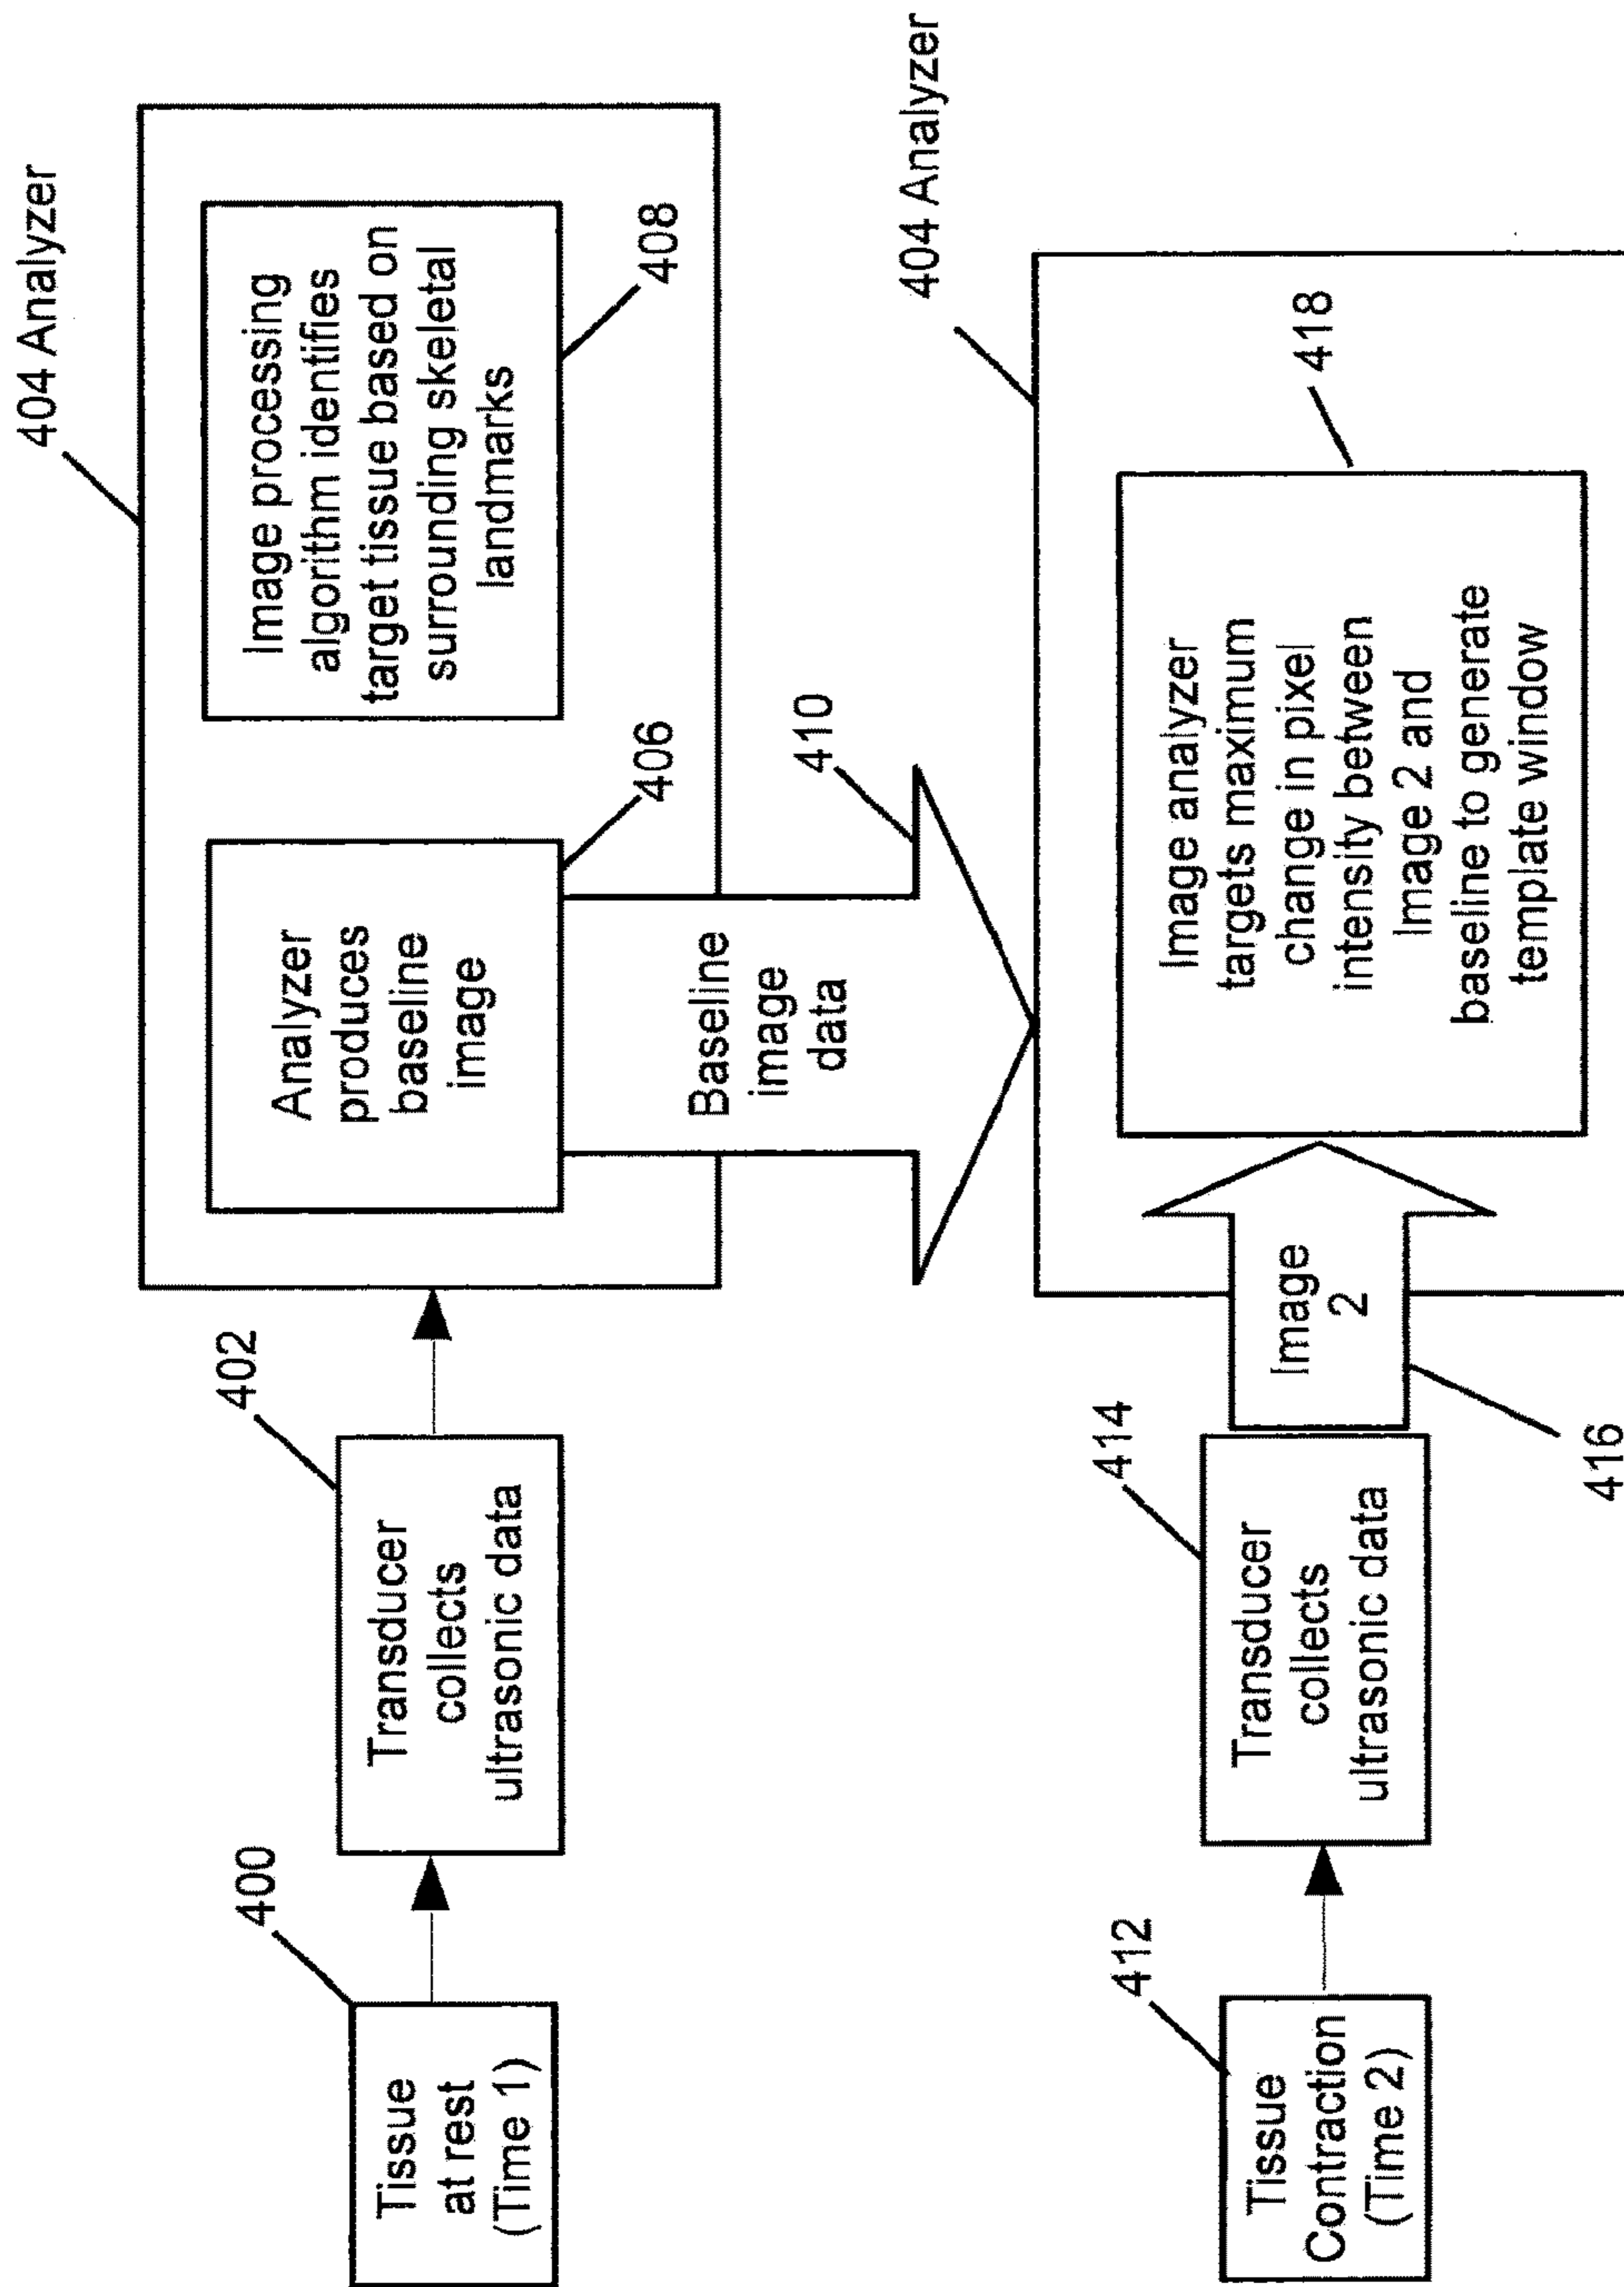 400
Tissue
at rest
(Time 1)
402
Transducer
collects
ultrasonic data
404 Analyzer
Analyzer
produces
baseline
image
406
Image processing
algorithm identifies
target tissue based on
surrounding skeletal
landmarks
408
Baseline
image
data
410
412
Tissue
Contraction
(Time 2)
414
Transducer
collects
ultrasonic data
Image
2
416
404 Analyzer
Image analyzer
targets maximum
change in pixel
intensity between
Image 2 and
baseline to generate
template window
418